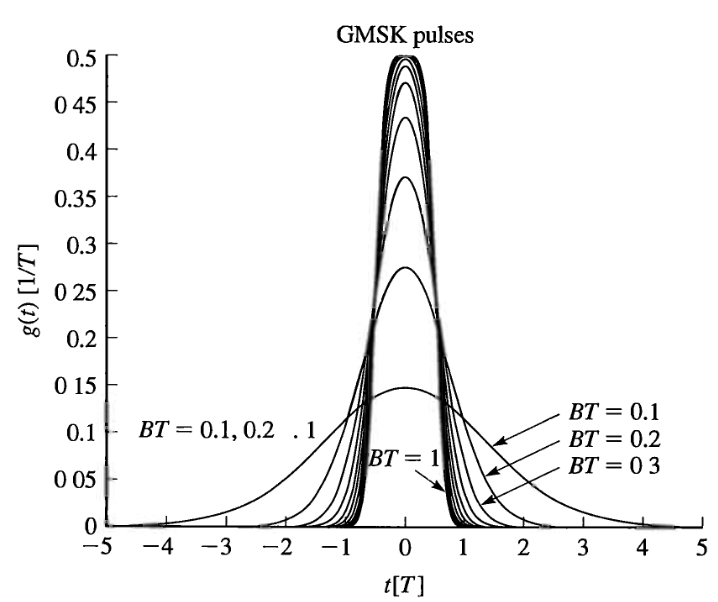 GMSK pulses
0.5
0 45
0.4
0.35
0.3
0 25
0.2
0 15
0.1
0 05
0
g(t) [1/T]
BT = 0.1, 0.2 . 1
BT = 1
BT = 0.1
BT = 0.2
BT = 0 3
−5 −4 −3 −2 −1 0 1 2 3 4 5
t[T]